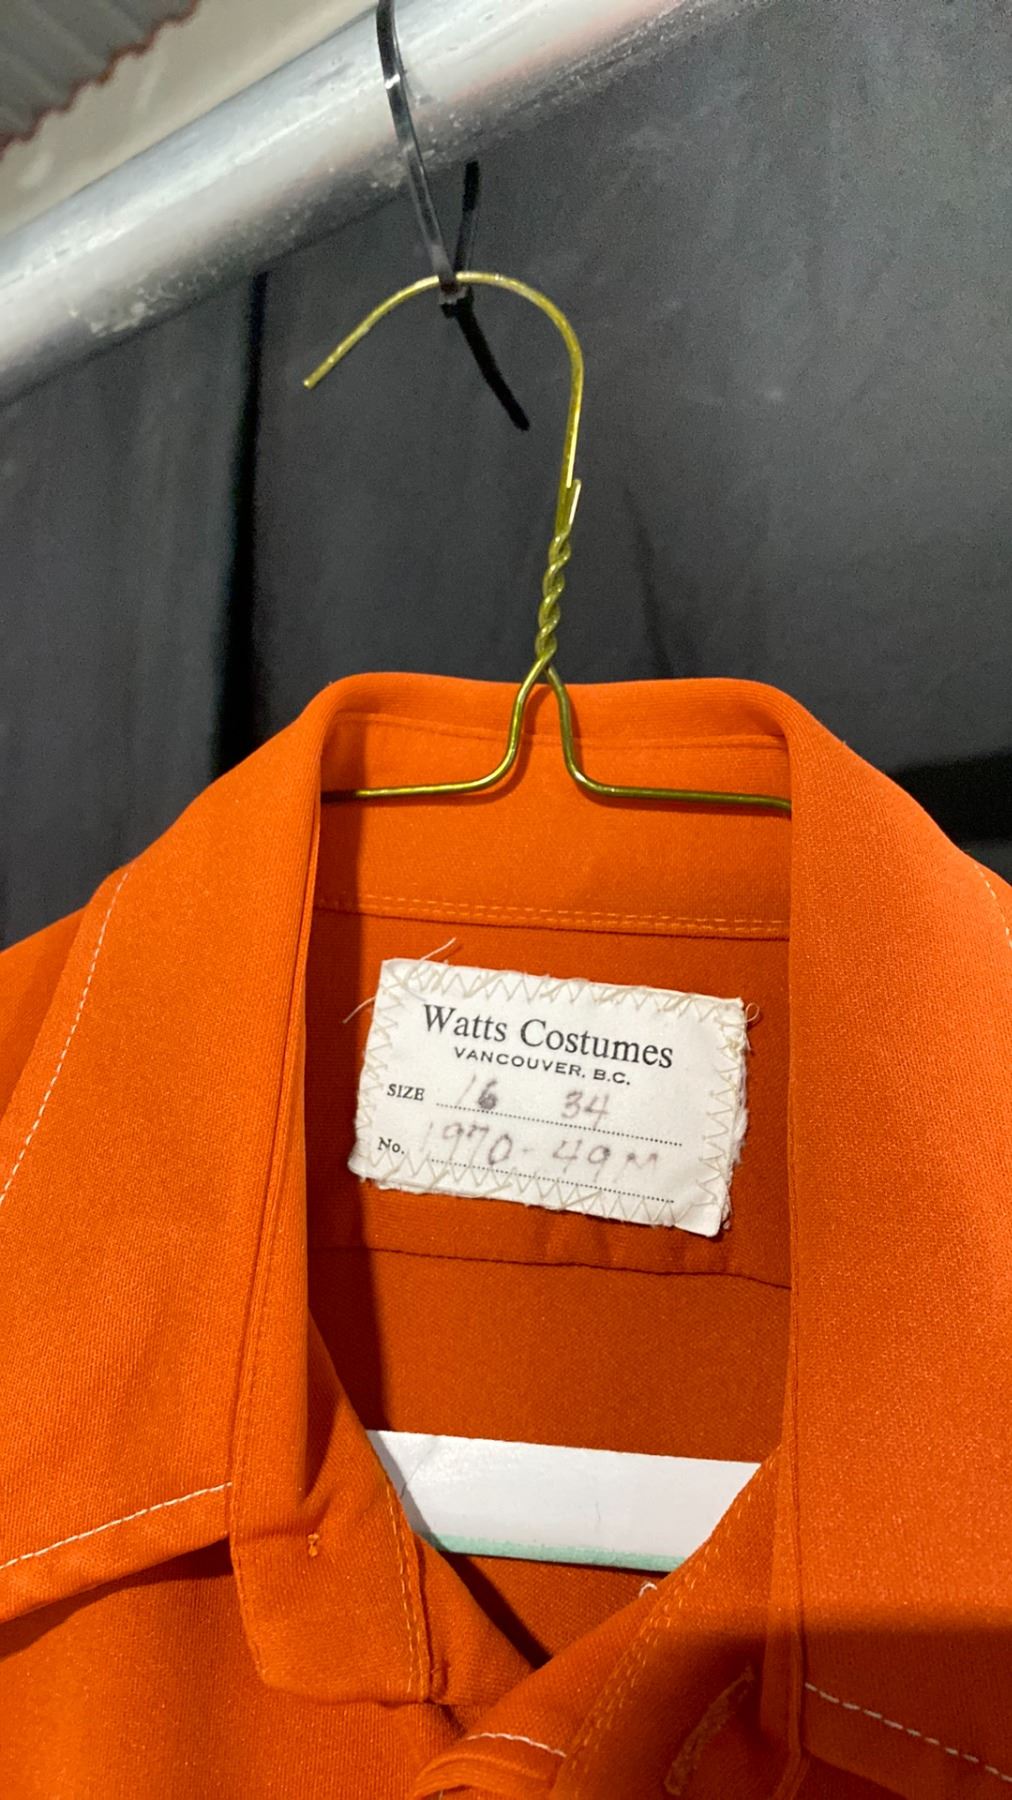 Watts Costumes
VANCOUVER, B.C.
SIZE 16 34
No. 1970-49M